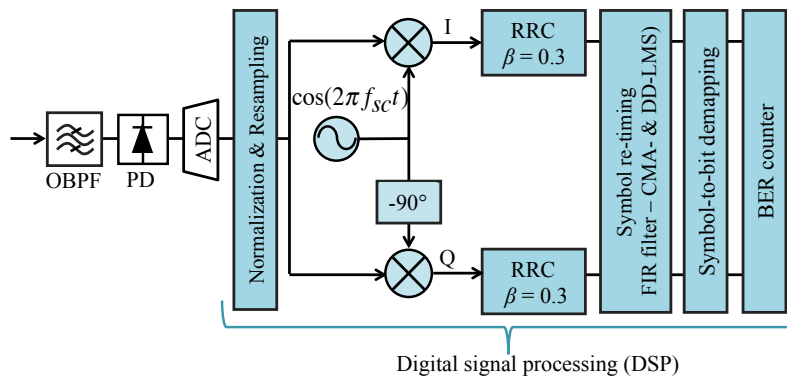 OBPF
PD
ADC
Normalization & Resampling
cos(2πf_SC t)
-90°
I
Q
RRC
β = 0.3
RRC
β = 0.3
Symbol re-timing
FIR filter – CMA- & DD-LMS)
Symbol-to-bit demapping
BER counter
Digital signal processing (DSP)